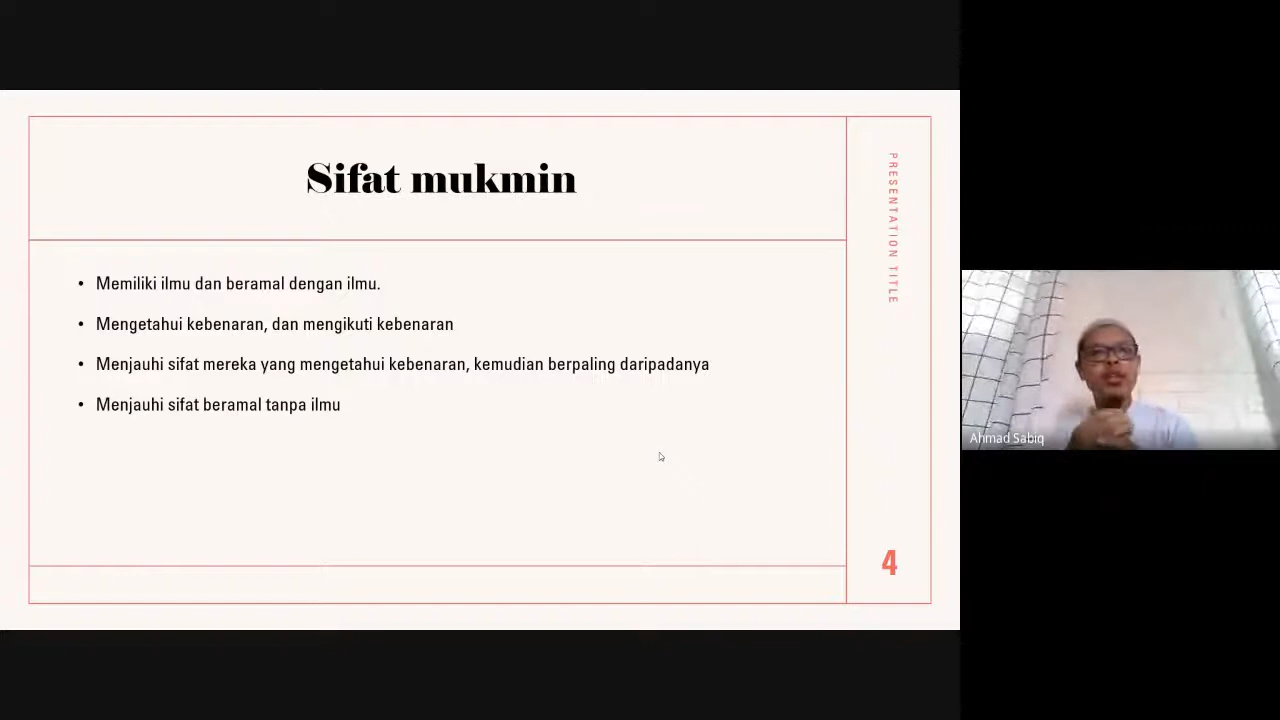 Sifat mukmin
• Memiliki ilmu dan beramal dengan ilmu.
• Mengetahui kebenaran, dan mengikuti kebenaran
• Menjauhi sifat mereka yang mengetahui kebenaran, kemudian berpaling daripadanya
• Menjauhi sifat beramal tanpa ilmu
PRESENTATION TITLE
4
Ahmad Sabiq